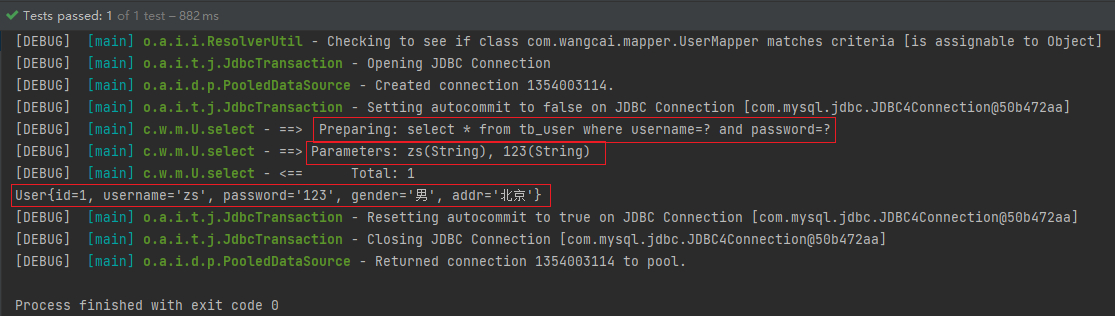 Tests passed: 1 of 1 test – 882 ms
[DEBUG]  [main] o.a.i.i.ResolverUtil - Checking to see if class com.wangcai.mapper.UserMapper matches criteria [is assignable to Object]
[DEBUG]  [main] o.a.i.t.j.JdbcTransaction - Opening JDBC Connection
[DEBUG]  [main] o.a.i.d.p.PooledDataSource - Created connection 1354003114.
[DEBUG]  [main] o.a.i.t.j.JdbcTransaction - Setting autocommit to false on JDBC Connection [com.mysql.jdbc.JDBC4Connection@50b472aa]
[DEBUG]  [main] c.w.m.U.select - ==>  Preparing: select * from tb_user where username=? and password=?
[DEBUG]  [main] c.w.m.U.select - ==> Parameters: zs(String), 123(String)
[DEBUG]  [main] c.w.m.U.select - <==      Total: 1
User{id=1, username='zs', password='123', gender='男', addr='北京'}
[DEBUG]  [main] o.a.i.t.j.JdbcTransaction - Resetting autocommit to true on JDBC Connection [com.mysql.jdbc.JDBC4Connection@50b472aa]
[DEBUG]  [main] o.a.i.t.j.JdbcTransaction - Closing JDBC Connection [com.mysql.jdbc.JDBC4Connection@50b472aa]
[DEBUG]  [main] o.a.i.d.p.PooledDataSource - Returned connection 1354003114 to pool.
Process finished with exit code 0